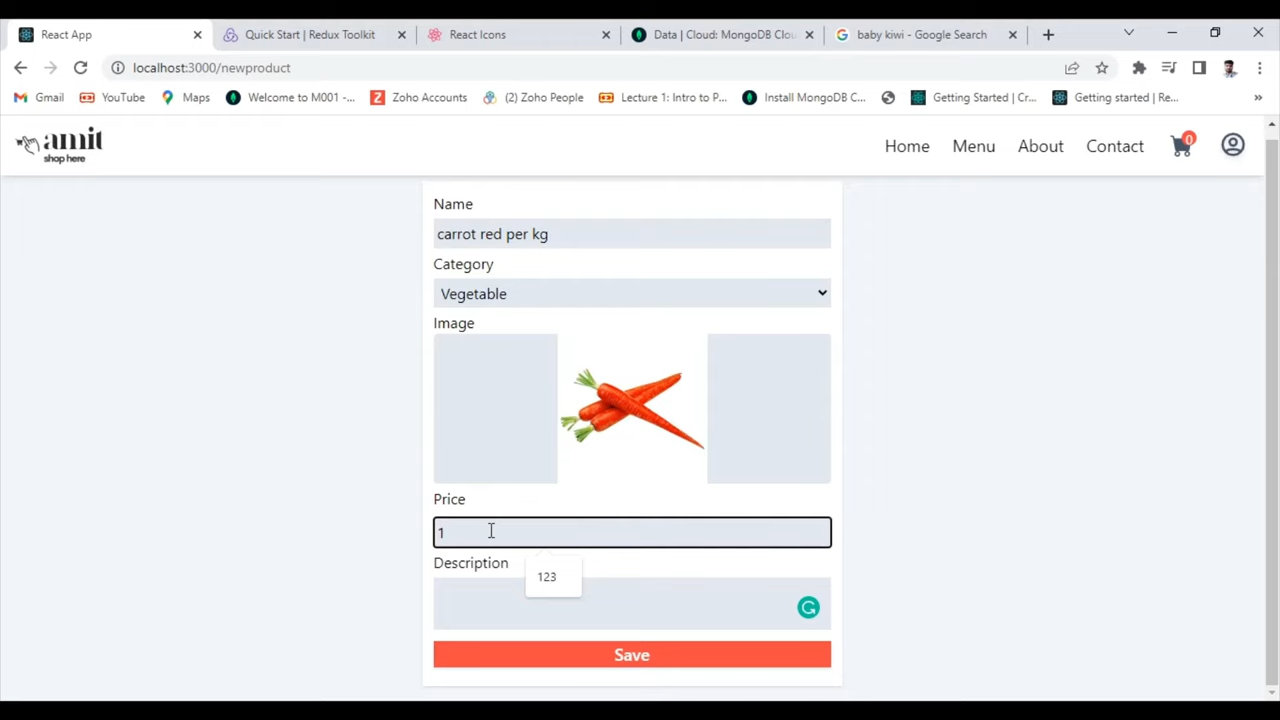 React App
Quick Start | Redux Toolkit
React Icons
Data | Cloud: MongoDB Clou
baby kiwi - Google Search
localhost:3000/newproduct
Gmail
YouTube
Maps
Welcome to M001 -...
Zoho Accounts
(2) Zoho People
Lecture 1: Intro to P...
Install MongoDB C...
Getting Started | Cr...
Getting started | Re...
amit
shop here
Home
Menu
About
Contact
0
Name
carrot red per kg
Category
Vegetable
Image
Price
1
Description
123
Save